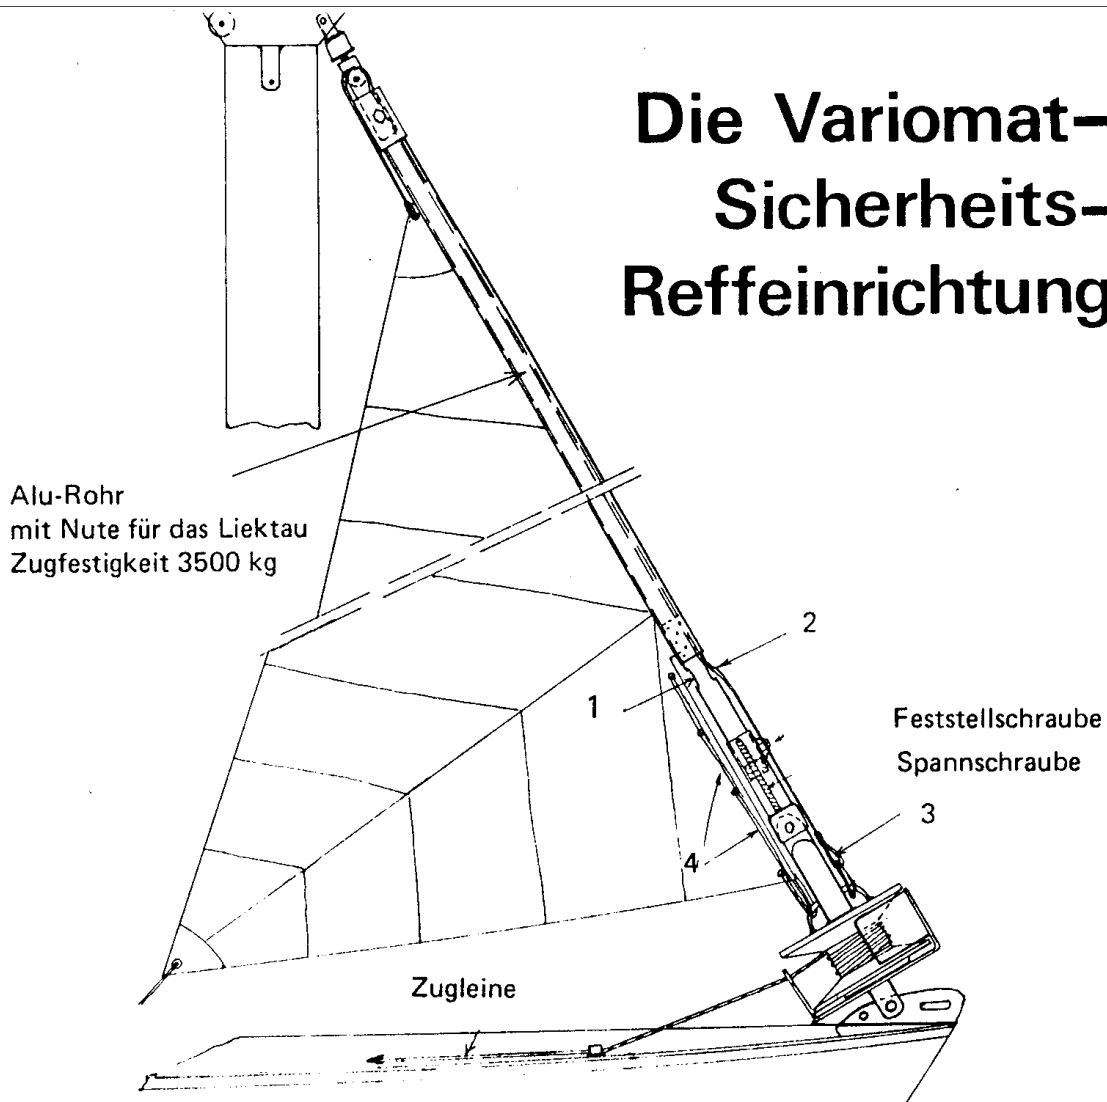 Die Variomat-
Sicherheits-
Reffeinrichtung
Alu-Rohr
mit Nute für das Liektau
Zugfestigkeit 3500 kg
2
1
Feststellschraube
Spannschraube
3
4
Zugleine